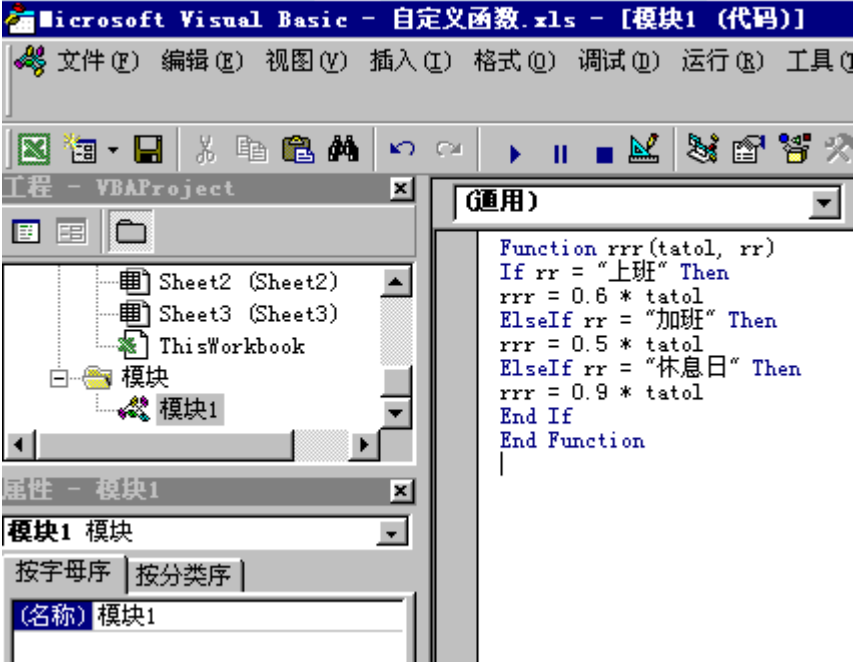 Microsoft Visual Basic - 自定义函数.xls - [模块1 (代码)]
文件(F) 编辑(E) 视图(V) 插入(I) 格式(O) 调试(D) 运行(R) 工具(T
工程 - VBAProject
Sheet2 (Sheet2)
Sheet3 (Sheet3)
ThisWorkbook
模块
模块1
属性 - 模块1
模块1 模块
按字母序 按分类序
(名称) 模块1
(通用)
Function rrr(tatol, rr)
If rr = "上班" Then
rrr = 0.6 * tatol
ElseIf rr = "加班" Then
rrr = 0.5 * tatol
ElseIf rr = "休息日" Then
rrr = 0.9 * tatol
End If
End Function